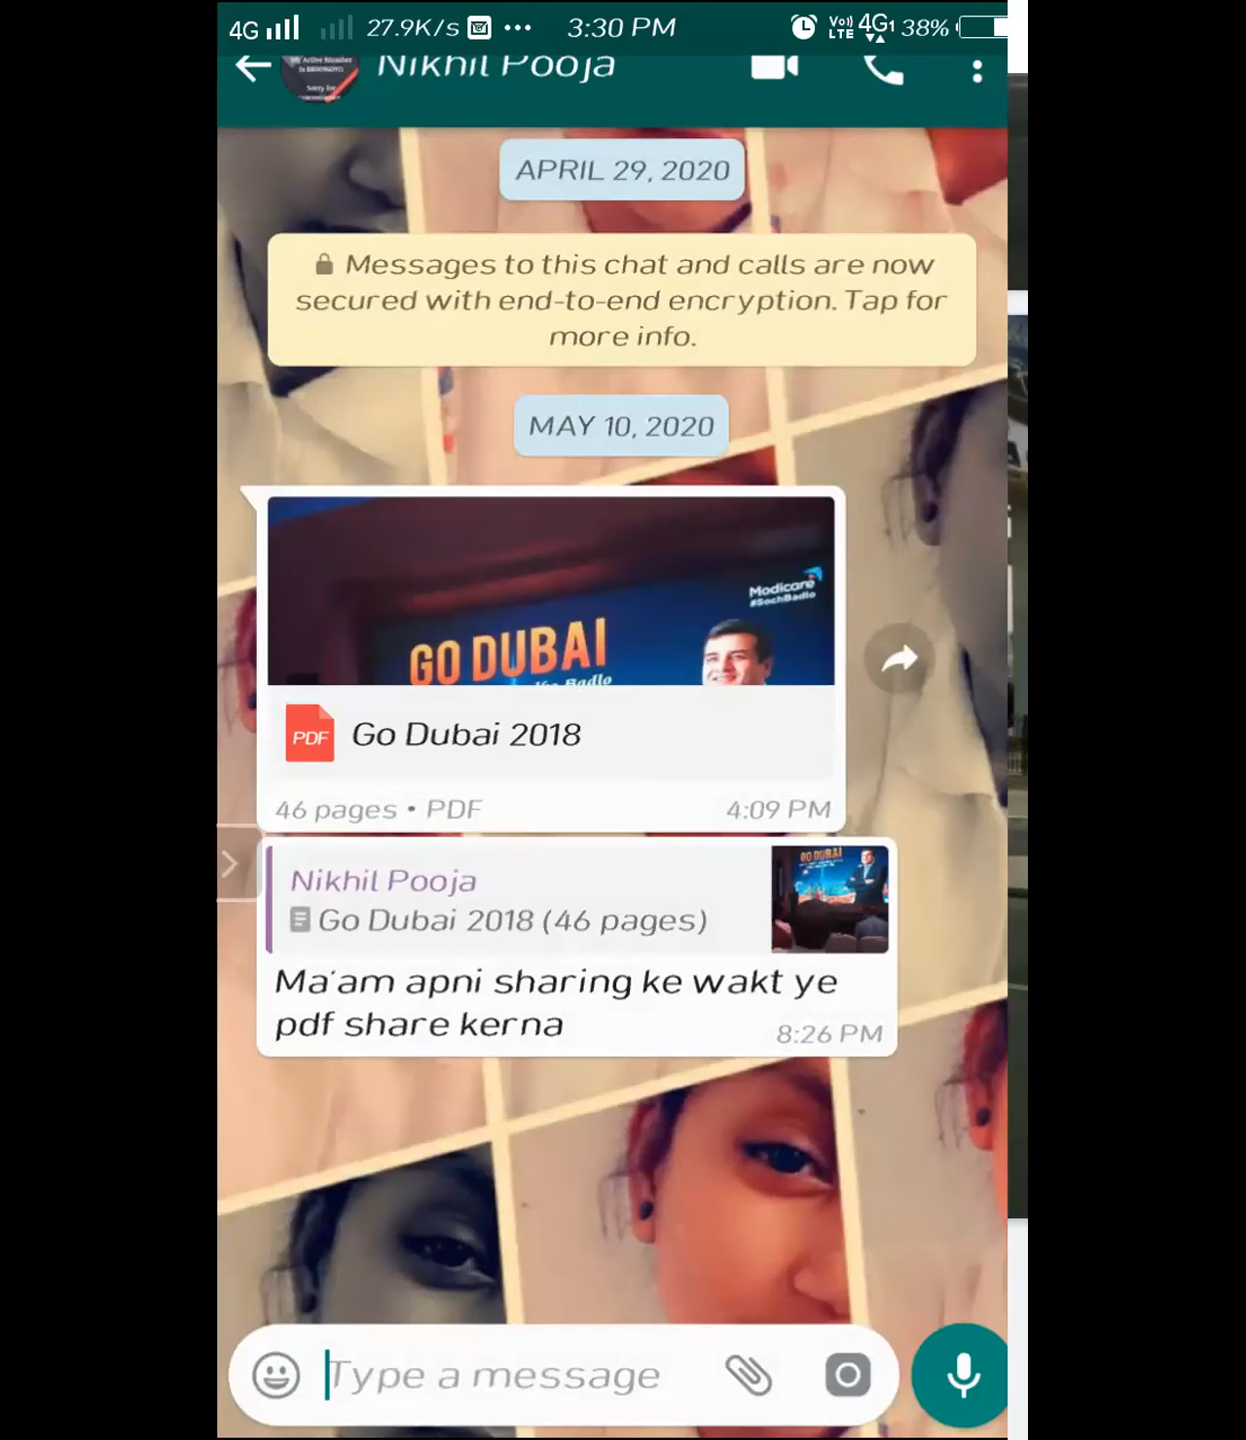 4G 27.9K/s ... 3:30 PM Vo)) LTE 4G1 38%
Nikhil Pooja
APRIL 29, 2020
Messages to this chat and calls are now
secured with end-to-end encryption. Tap for
more info.
MAY 10, 2020
Modicare
#SochBadlo
GO DUBAI
Badlo
PDF Go Dubai 2018
46 pages • PDF 4:09 PM
Nikhil Pooja
GO DUBAI
Go Dubai 2018 (46 pages)
Ma'am apni sharing ke wakt ye
pdf share kerna
8:26 PM
Type a message